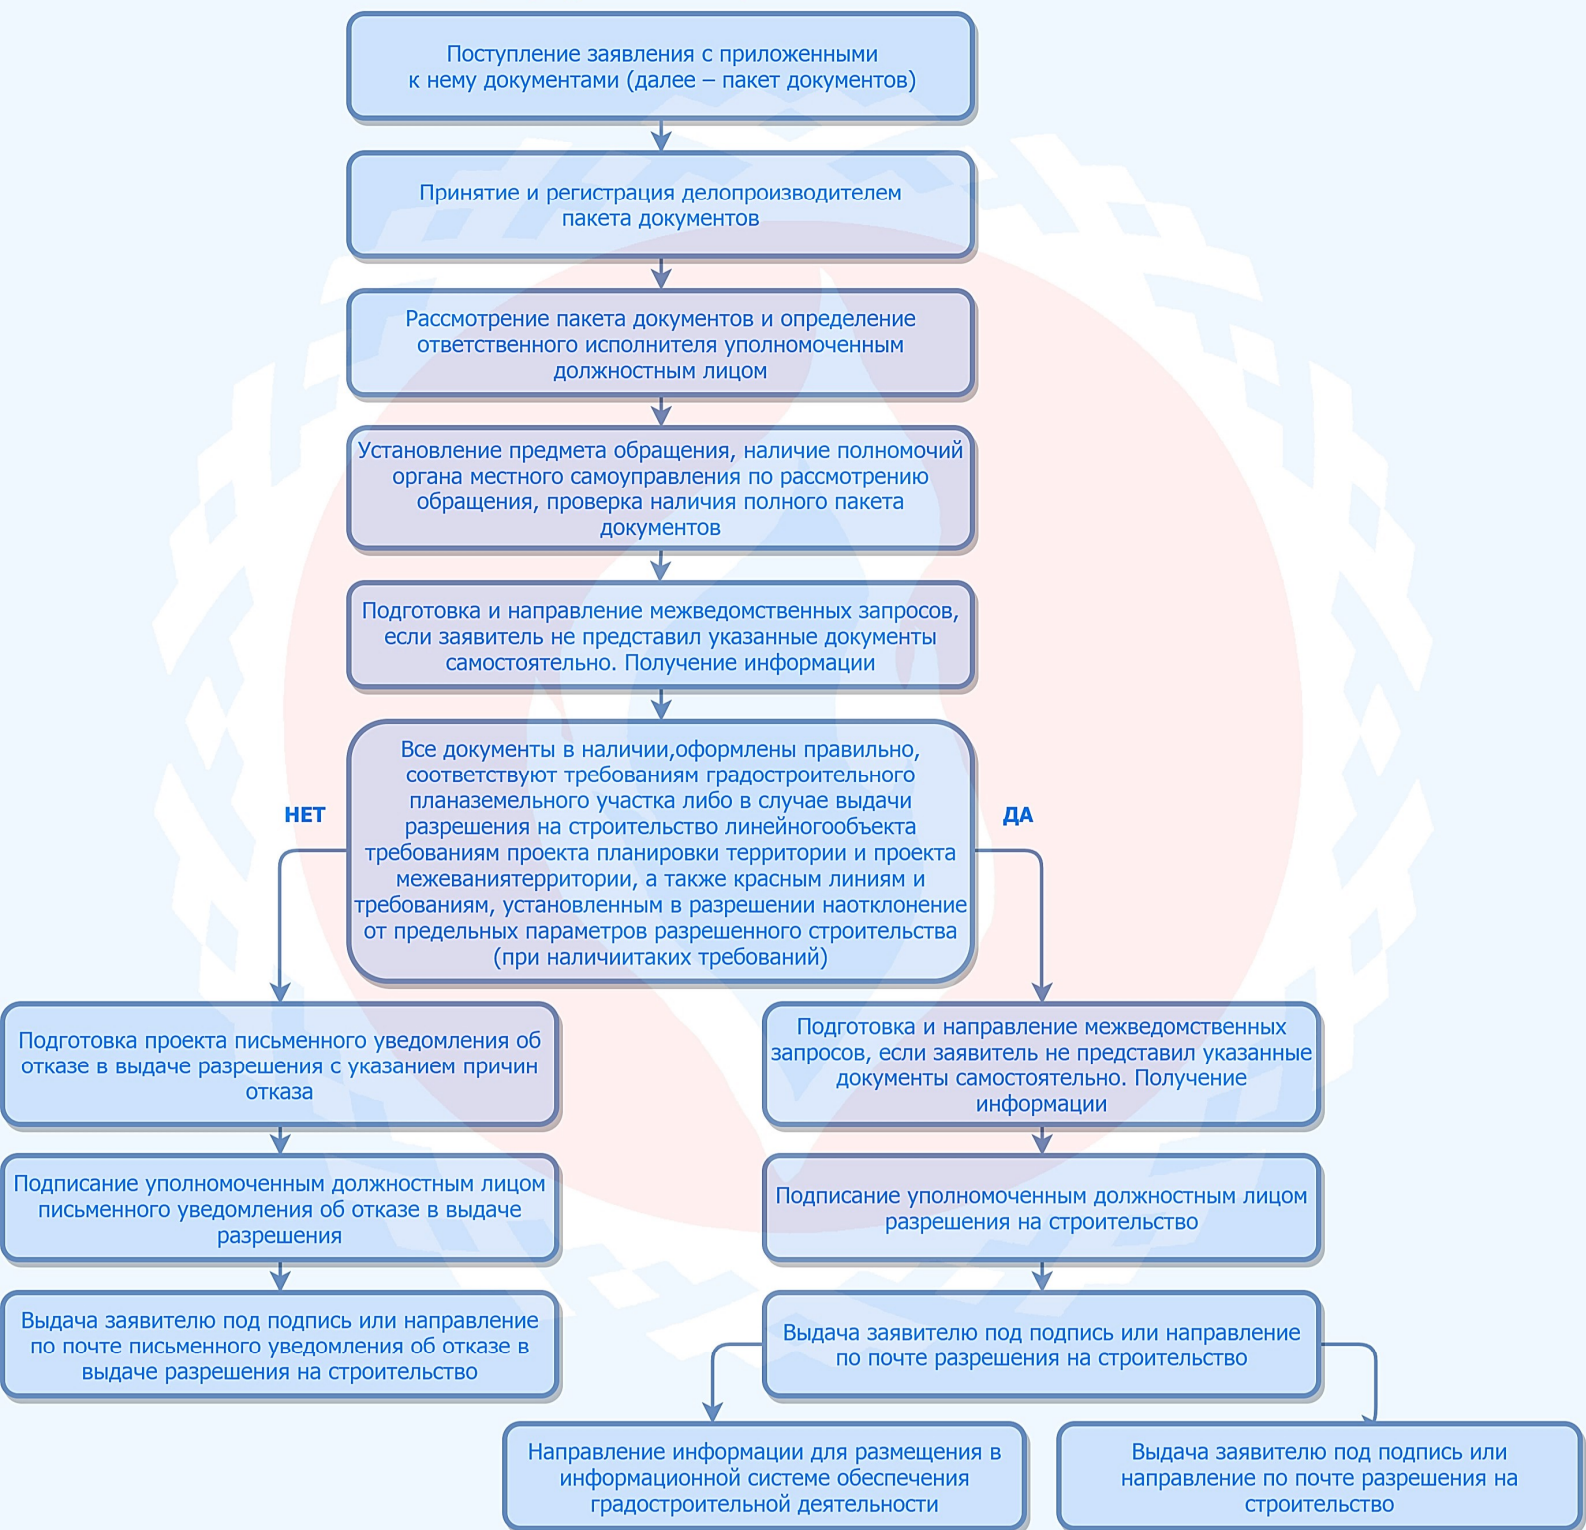 Поступление заявления с приложенными
к нему документами (далее – пакет документов)
Принятие и регистрация делопроизводителем
пакета документов
Рассмотрение пакета документов и определение
ответственного исполнителя уполномоченным
должностным лицом
Установление предмета обращения, наличие полномочий
органа местного самоуправления по рассмотрению
обращения, проверка наличия полного пакета
документов
Подготовка и направление межведомственных запросов,
если заявитель не представил указанные документы
самостоятельно. Получение информации
Все документы в наличии,оформлены правильно,
соответствуют требованиям градостроительного
планаземельного участка либо в случае выдачи
разрешения на строительство линейногообъекта
требованиям проекта планировки территории и проекта
межеваниятерритории, а также красным линиям и
требованиям, установленным в разрешении наотклонение
от предельных параметров разрешенного строительства
(при наличиитаких требований)
НЕТ
ДА
Подготовка проекта письменного уведомления об
отказе в выдаче разрешения с указанием причин
отказа
Подготовка и направление межведомственных
запросов, если заявитель не представил указанные
документы самостоятельно. Получение
информации
Подписание уполномоченным должностным лицом
письменного уведомления об отказе в выдаче
разрешения
Подписание уполномоченным должностным лицом
разрешения на строительство
Выдача заявителю под подпись или направление
по почте письменного уведомления об отказе в
выдаче разрешения на строительство
Выдача заявителю под подпись или направление
по почте разрешения на строительство
Направление информации для размещения в
информационной системе обеспечения
градостроительной деятельности
Выдача заявителю под подпись или
направление по почте разрешения на
строительство